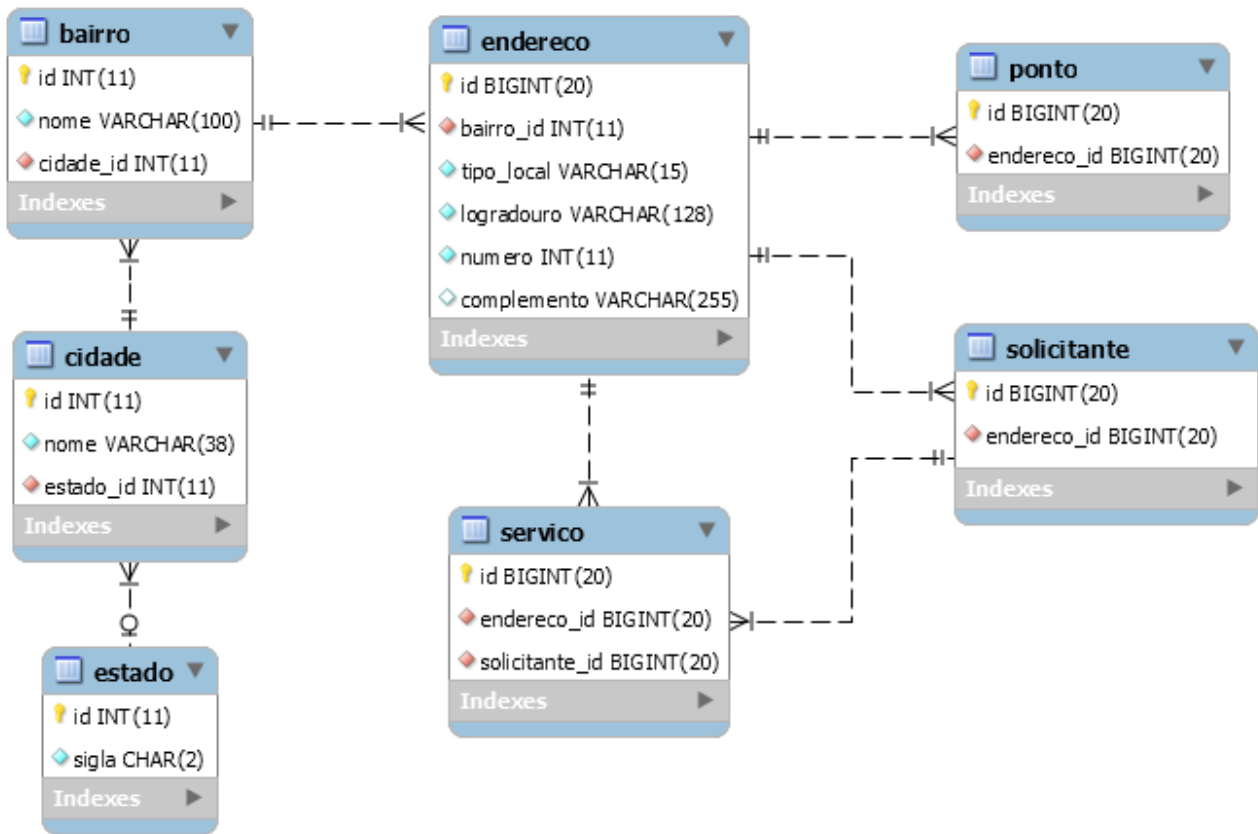 bairro
id INT(11)
nome VARCHAR(100)
cidade_id INT(11)
Indexes
endereco
id BIGINT(20)
bairro_id INT(11)
tipo_local VARCHAR(15)
logradouro VARCHAR(128)
numero INT(11)
complemento VARCHAR(255)
Indexes
ponto
id BIGINT(20)
endereco_id BIGINT(20)
Indexes
cidade
id INT(11)
nome VARCHAR(38)
estado_id INT(11)
Indexes
solicitante
id BIGINT(20)
endereco_id BIGINT(20)
Indexes
servico
id BIGINT(20)
endereco_id BIGINT(20)
solicitante_id BIGINT(20)
Indexes
estado
id INT(11)
sigla CHAR(2)
Indexes